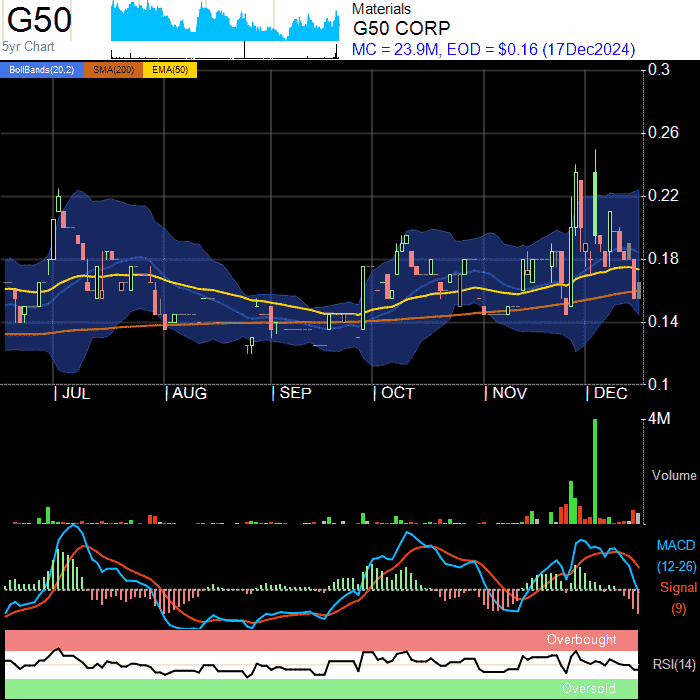 G50
5yr Chart
Materials
G50 CORP
MC = 23.9M, EOD = $0.16 (17Dec2024)
BollBands(20,2) SMA(200) EMA(50)
0.3
0.26
0.22
0.18
0.14
0.1
JUL AUG SEP OCT NOV DEC
4M
Volume
MACD
(12-26)
Signal
(9)
Overbought
RSI(14)
Oversold